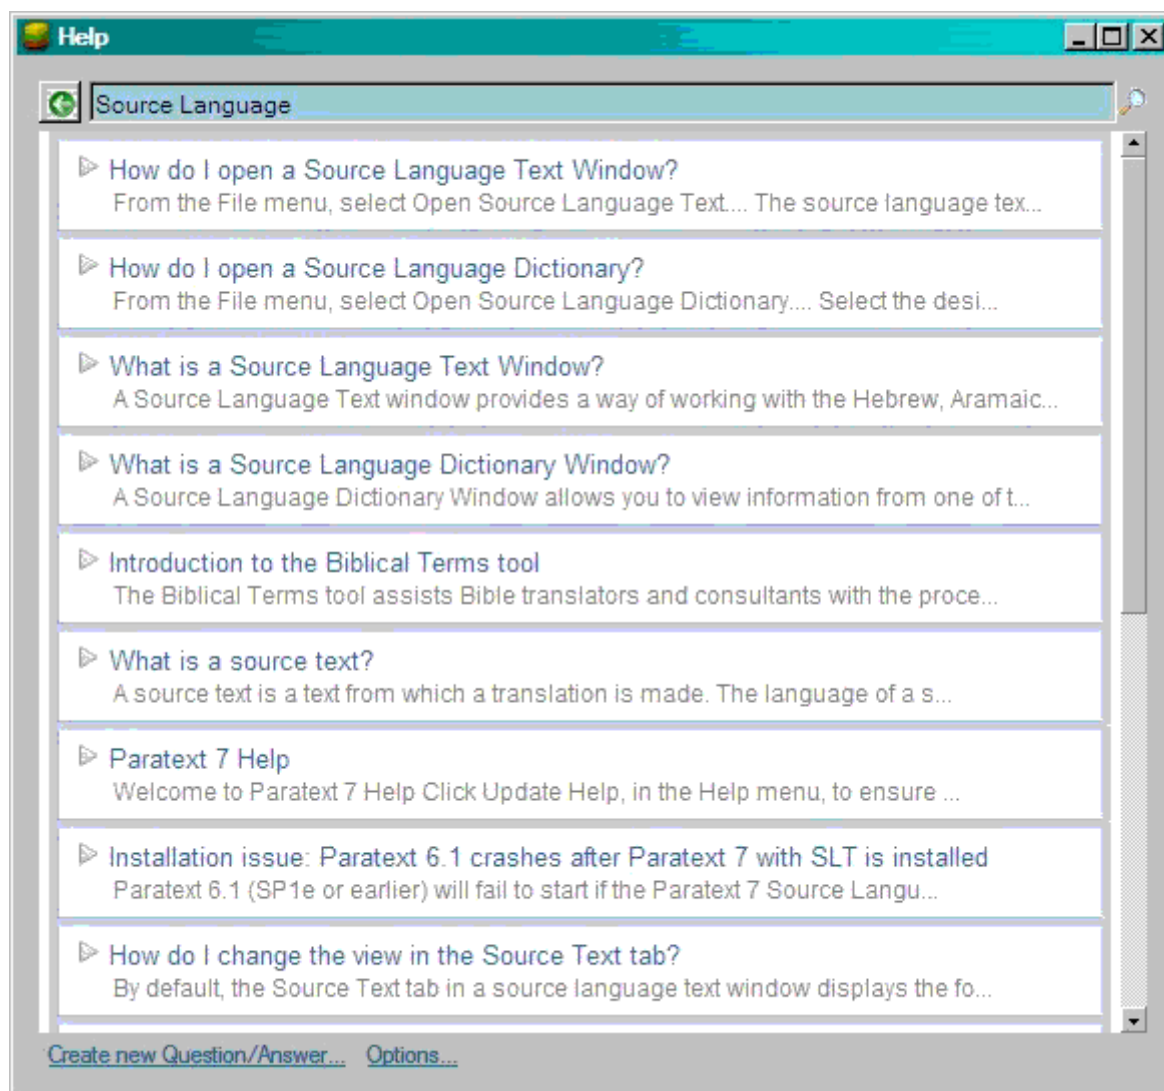 Help
Source Language
How do I open a Source Language Text Window?
From the File menu, select Open Source Language Text.... The source language tex...
How do I open a Source Language Dictionary?
From the File menu, select Open Source Language Dictionary.... Select the desi...
What is a Source Language Text Window?
A Source Language Text window provides a way of working with the Hebrew, Aramaic...
What is a Source Language Dictionary Window?
A Source Language Dictionary Window allows you to view information from one of t...
Introduction to the Biblical Terms tool
The Biblical Terms tool assists Bible translators and consultants with the proce...
What is a source text?
A source text is a text from which a translation is made. The language of a s...
Paratext 7 Help
Welcome to Paratext 7 Help Click Update Help, in the Help menu, to ensure ...
Installation issue: Paratext 6.1 crashes after Paratext 7 with SLT is installed
Paratext 6.1 (SP1e or earlier) will fail to start if the Paratext 7 Source Langu...
How do I change the view in the Source Text tab?
By default, the Source Text tab in a source language text window displays the fo...
Create new Question/Answer... Options...